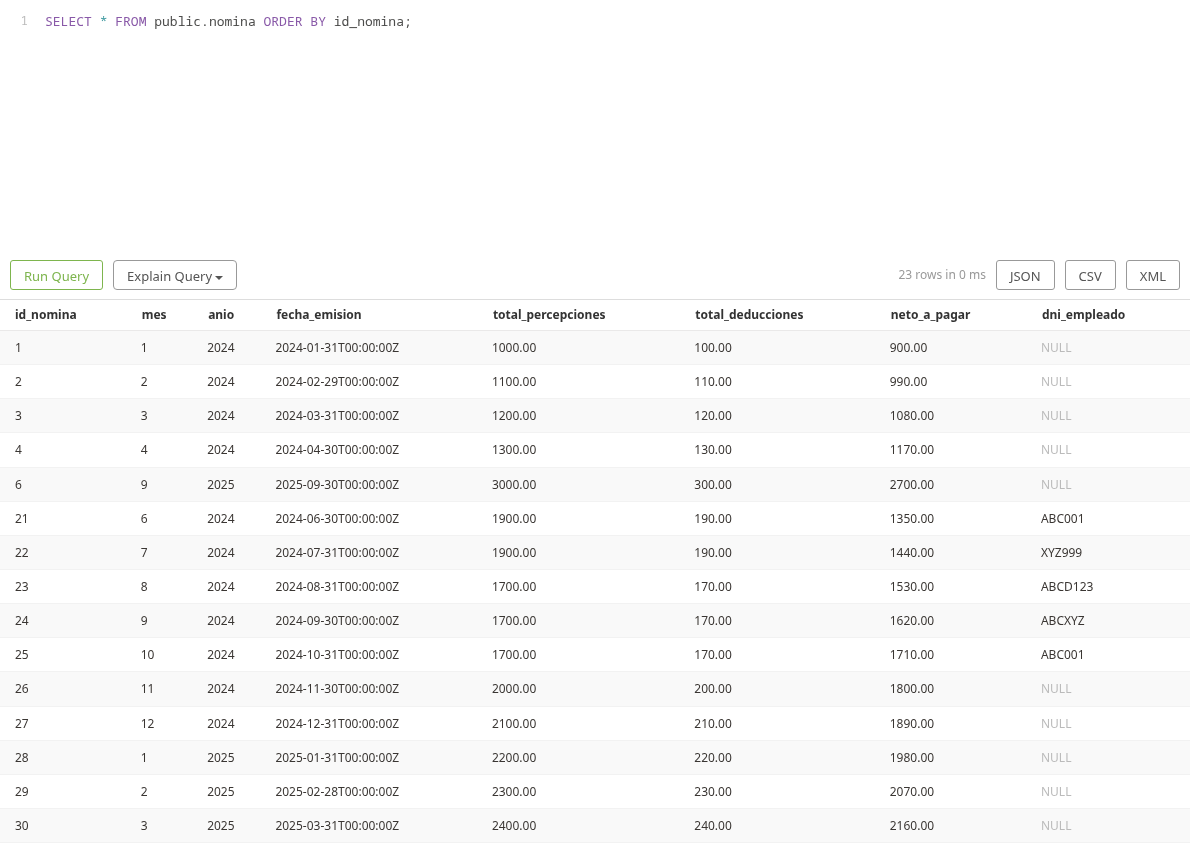 1 SELECT * FROM public.nomina ORDER BY id_nomina;
Run Query Explain Query 23 rows in 0 ms JSON CSV XML
id_nomina mes anio fecha_emision total_percepciones total_deducciones neto_a_pagar dni_empleado
1 1 2024 2024-01-31T00:00:00Z 1000.00 100.00 900.00 NULL
2 2 2024 2024-02-29T00:00:00Z 1100.00 110.00 990.00 NULL
3 3 2024 2024-03-31T00:00:00Z 1200.00 120.00 1080.00 NULL
4 4 2024 2024-04-30T00:00:00Z 1300.00 130.00 1170.00 NULL
6 9 2025 2025-09-30T00:00:00Z 3000.00 300.00 2700.00 NULL
21 6 2024 2024-06-30T00:00:00Z 1900.00 190.00 1350.00 ABC001
22 7 2024 2024-07-31T00:00:00Z 1900.00 190.00 1440.00 XYZ999
23 8 2024 2024-08-31T00:00:00Z 1700.00 170.00 1530.00 ABCD123
24 9 2024 2024-09-30T00:00:00Z 1700.00 170.00 1620.00 ABCXYZ
25 10 2024 2024-10-31T00:00:00Z 1700.00 170.00 1710.00 ABC001
26 11 2024 2024-11-30T00:00:00Z 2000.00 200.00 1800.00 NULL
27 12 2024 2024-12-31T00:00:00Z 2100.00 210.00 1890.00 NULL
28 1 2025 2025-01-31T00:00:00Z 2200.00 220.00 1980.00 NULL
29 2 2025 2025-02-28T00:00:00Z 2300.00 230.00 2070.00 NULL
30 3 2025 2025-03-31T00:00:00Z 2400.00 240.00 2160.00 NULL